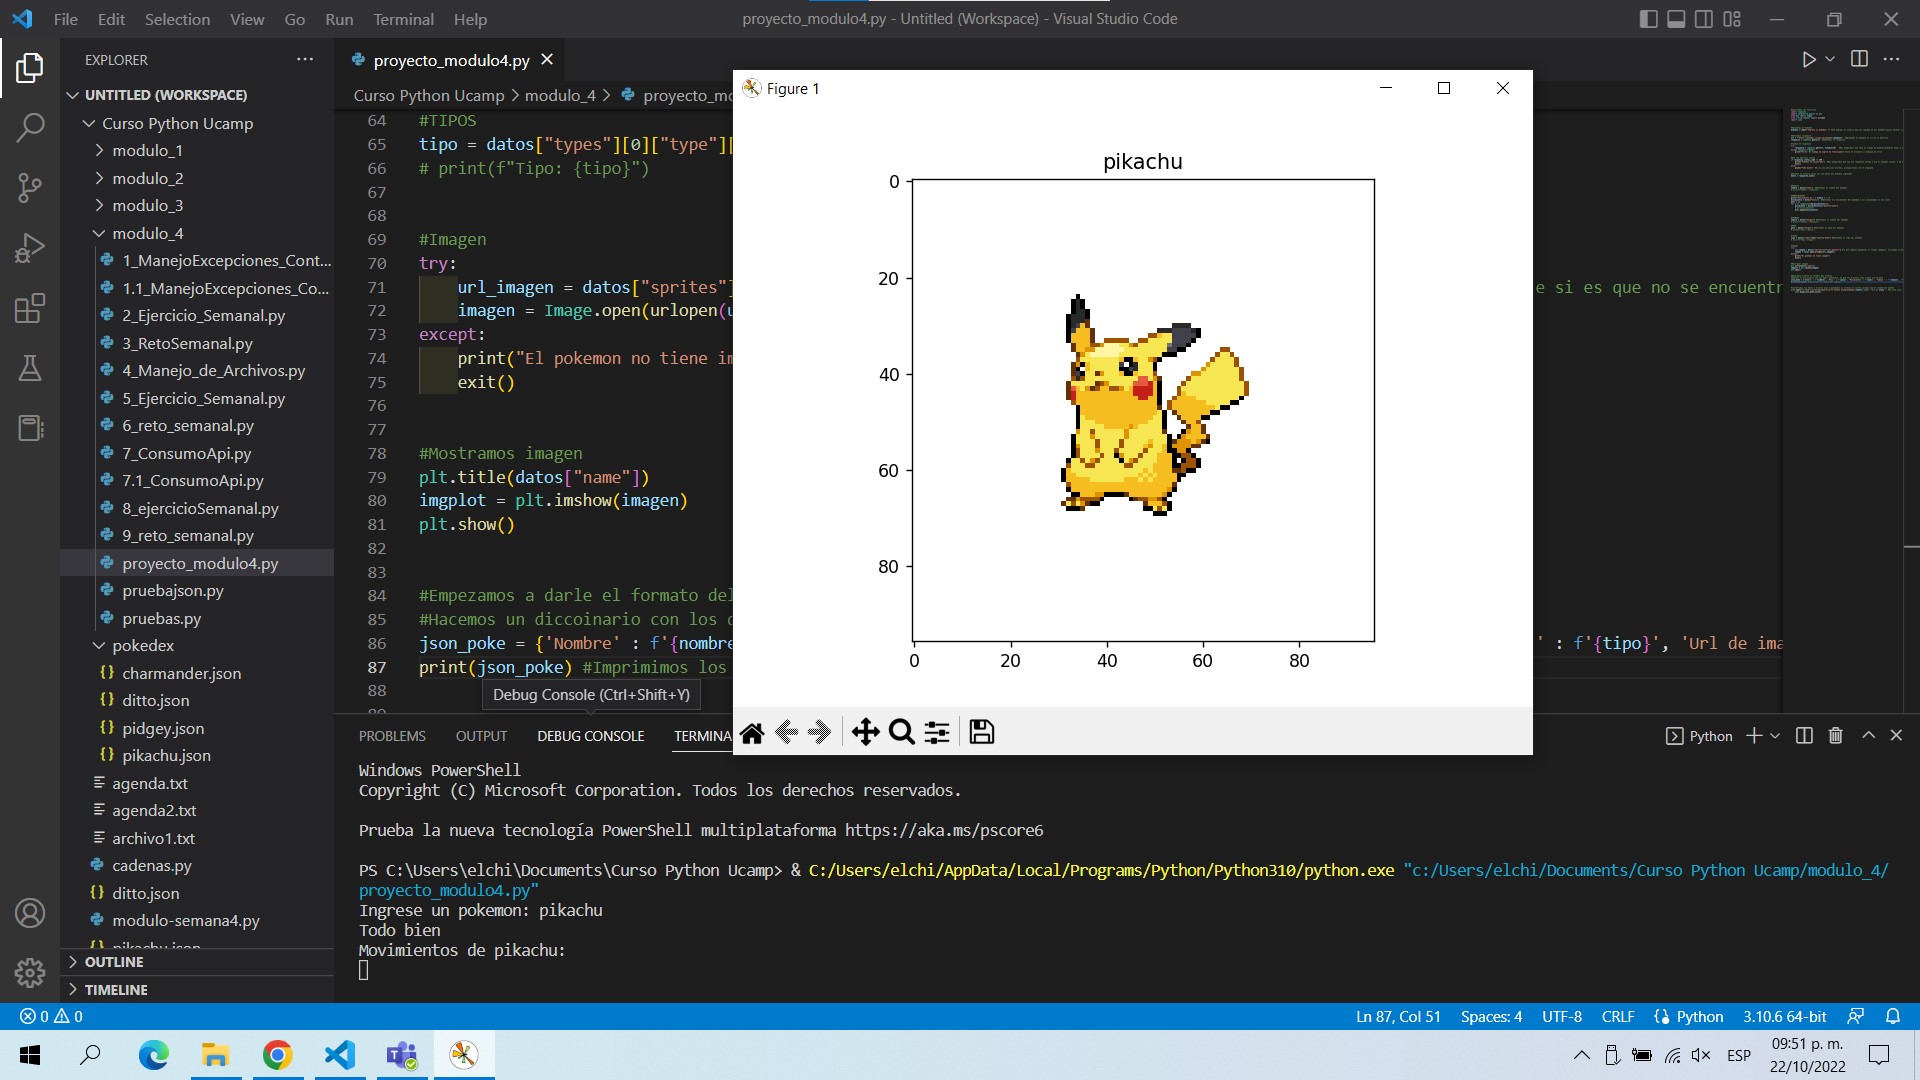 File Edit Selection View Go Run Terminal Help
proyecto_modulo4.py - Untitled (Workspace) - Visual Studio Code
EXPLORER
UNTITLED (WORKSPACE)
Curso Python Ucamp
modulo_1
modulo_2
modulo_3
modulo_4
1_ManejoExcepciones_Cont...
1.1_ManejoExcepciones_Co...
2_Ejercicio_Semanal.py
3_RetoSemanal.py
4_Manejo_de_Archivos.py
5_Ejercicio_Semanal.py
6_reto_semanal.py
7_ConsumoApi.py
7.1_ConsumoApi.py
8_ejercicioSemanal.py
9_reto_semanal.py
proyecto_modulo4.py
pruebajson.py
pruebas.py
pokedex
charmander.json
ditto.json
pidgey.json
pikachu.json
agenda.txt
agenda2.txt
archivo1.txt
cadenas.py
ditto.json
modulo-semana4.py
pikachu.json
OUTLINE
TIMELINE
proyecto_modulo4.py
Curso Python Ucamp > modulo_4 > proyecto_mo
64 #TIPOS
65 tipo = datos["types"][0]["type"][
66 # print(f"Tipo: {tipo}")
67
68
69 #Imagen
70 try:
71 url_imagen = datos["sprites"] e si es que no se encuentr
72 imagen = Image.open(urlopen(u
73 except:
74 print("El pokemon no tiene im
75 exit()
76
77
78 #Mostramos imagen
79 plt.title(datos["name"])
80 imgplot = plt.imshow(imagen)
81 plt.show()
82
83
84 #Empezamos a darle el formato del
85 #Hacemos un diccoinario con los d
86 json_poke = {'Nombre' : f'{nombre ' : f'{tipo}', 'Url de ima
87 print(json_poke) #Imprimimos los
88
Debug Console (Ctrl+Shift+Y)
Figure 1
pikachu
0
20
40
60
80
0 20 40 60 80
PROBLEMS OUTPUT DEBUG CONSOLE TERMINA
Python
Windows PowerShell
Copyright (C) Microsoft Corporation. Todos los derechos reservados.
Prueba la nueva tecnología PowerShell multiplataforma https://aka.ms/pscore6
PS C:\Users\elchi\Documents\Curso Python Ucamp> & C:/Users/elchi/AppData/Local/Programs/Python/Python310/python.exe "c:/Users/elchi/Documents/Curso Python Ucamp/modulo_4/
proyecto_modulo4.py"
Ingrese un pokemon: pikachu
Todo bien
Movimientos de pikachu:
0 0
Ln 87, Col 51 Spaces: 4 UTF-8 CRLF Python 3.10.6 64-bit
ESP
09:51 p. m.
22/10/2022